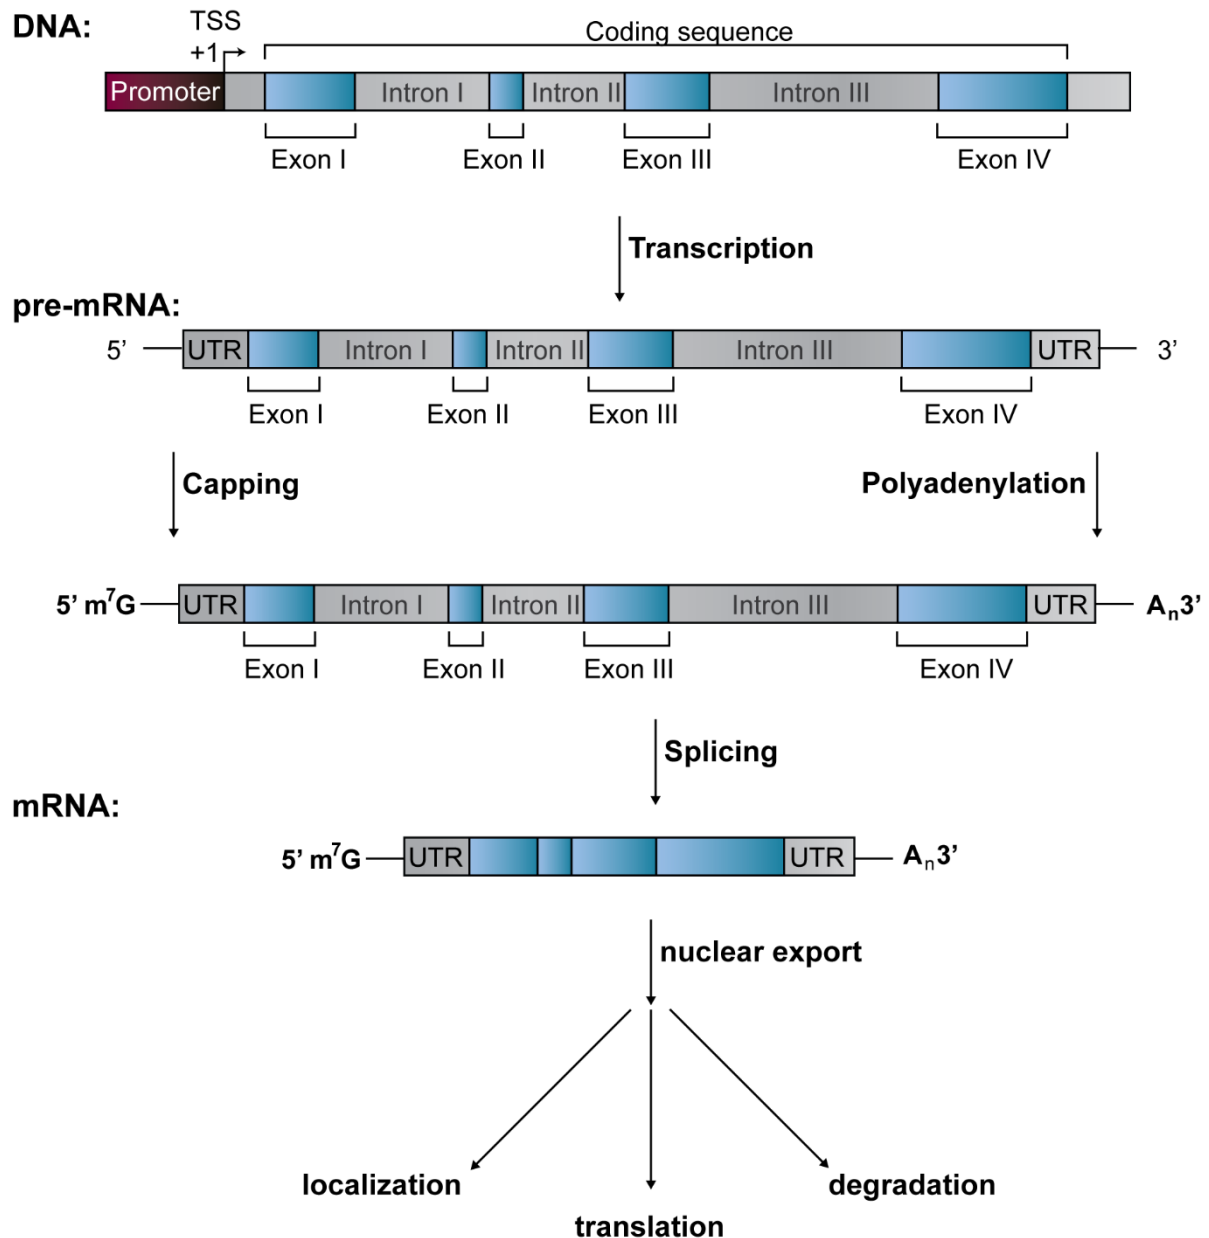 DNA:
TSS
+1
Coding sequence
Promoter
Intron I
Intron II
Intron III
Exon I
Exon II
Exon III
Exon IV
Transcription
pre-mRNA:
5’
UTR
Intron I
Intron II
Intron III
UTR
3’
Exon I
Exon II
Exon III
Exon IV
Capping
Polyadenylation
5’ m⁷G
UTR
Intron I
Intron II
Intron III
UTR
Aₙ3’
Exon I
Exon II
Exon III
Exon IV
Splicing
mRNA:
5’ m⁷G
UTR
UTR
Aₙ3’
nuclear export
localization
degradation
translation